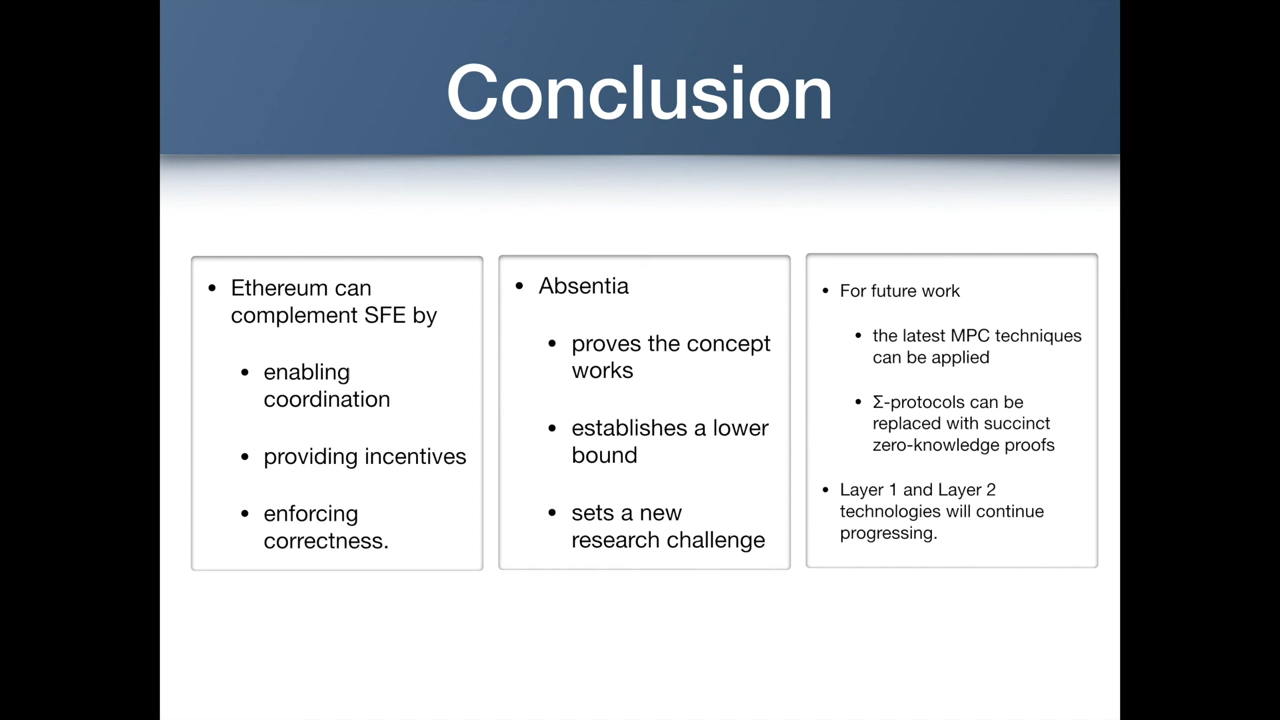 Conclusion
• Ethereum can
complement SFE by
• enabling
coordination
• providing incentives
• enforcing
correctness.
• Absentia
• proves the concept
works
• establishes a lower
bound
• sets a new
research challenge
• For future work
• the latest MPC techniques
can be applied
• Σ-protocols can be
replaced with succinct
zero-knowledge proofs
• Layer 1 and Layer 2
technologies will continue
progressing.